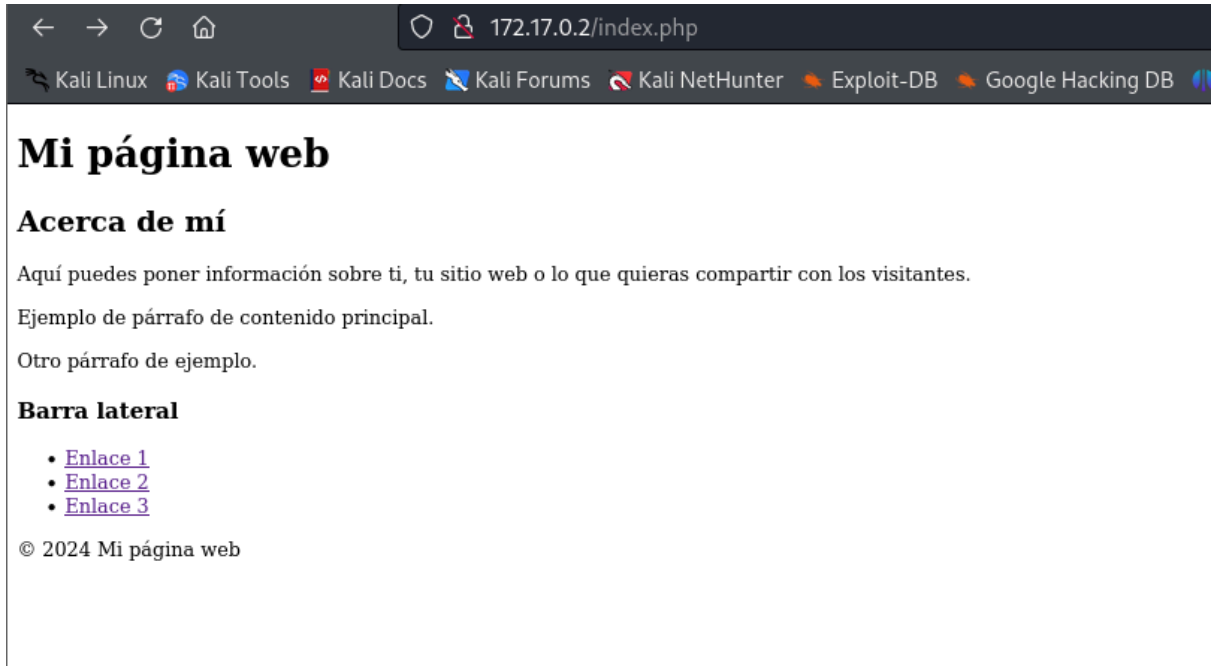 172.17.0.2/index.php
Kali Linux Kali Tools Kali Docs Kali Forums Kali NetHunter Exploit-DB Google Hacking DB
Mi página web
Acerca de mí
Aquí puedes poner información sobre ti, tu sitio web o lo que quieras compartir con los visitantes.
Ejemplo de párrafo de contenido principal.
Otro párrafo de ejemplo.
Barra lateral
• Enlace 1
• Enlace 2
• Enlace 3
© 2024 Mi página web